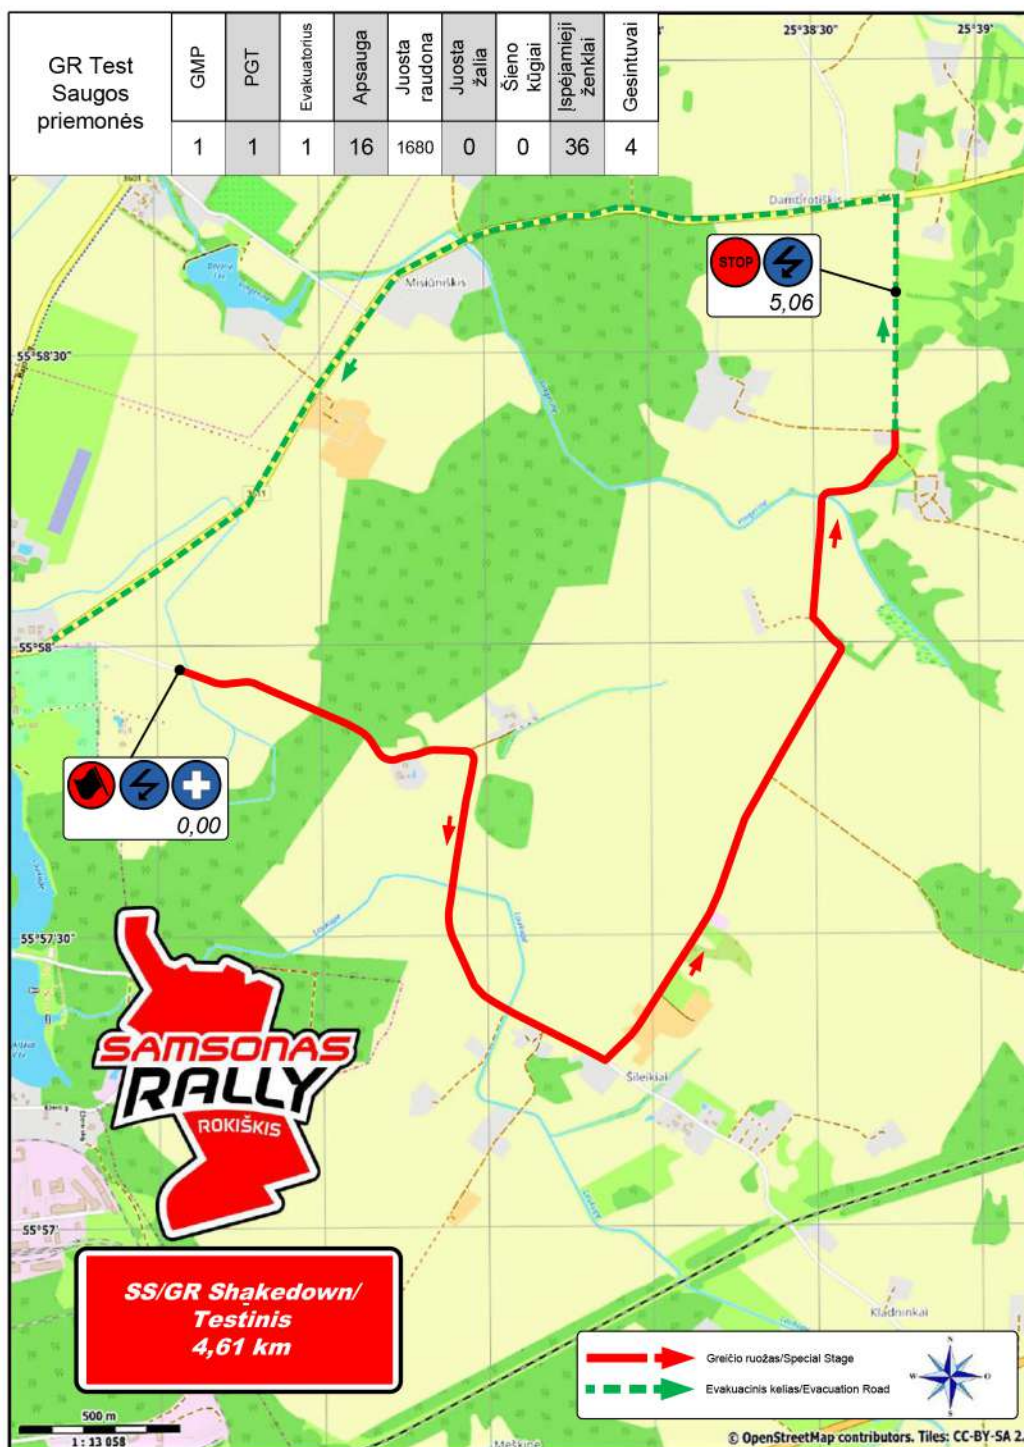 GR Test
Saugos
priemonės
GMP
PGT
Evakuatorius
Apsauga
Juosta
raudona
Juosta
žalia
Šieno
kūgiai
Įspėjamieji
ženklai
Gesintuvai
1
1
1
16
1680
0
0
36
4
25°38'30"
25°39'
Dambrotiškis
STOP
5,06
Misiūniškis
55°58'30"
55°58'
0,00
55°57'30"
Laukupė
Laukupė
SAMSONAS
RALLY
ROKIŠKIS
Šileikiai
55°57'
SS/GR Shakedown/
Testinis
4,61 km
Kladninkai
Greičio ruožas/Special Stage
Evakuacinis kelias/Evacuation Road
500 m
1 : 13 058
© OpenStreetMap contributors. Tiles: CC-BY-SA 2.